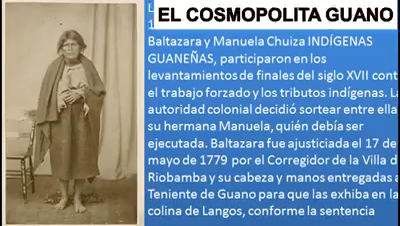 EL COSMOPOLITA GUANO
Baltazara y Manuela Chuiza INDÍGENAS
GUANEÑAS, participaron en los
levantamientos de finales del siglo XVII cont
el trabajo forzado y los tributos indígenas. La
autoridad colonial decidió sortear entre ella
su hermana Manuela, quién debía ser
ejecutada. Baltazara fue ajusticiada el 17 de
mayo de 1779 por el Corregidor de la Villa d
Riobamba y su cabeza y manos entregadas a
Teniente de Guano para que las exhiba en la
colina de Langos, conforme la sentencia